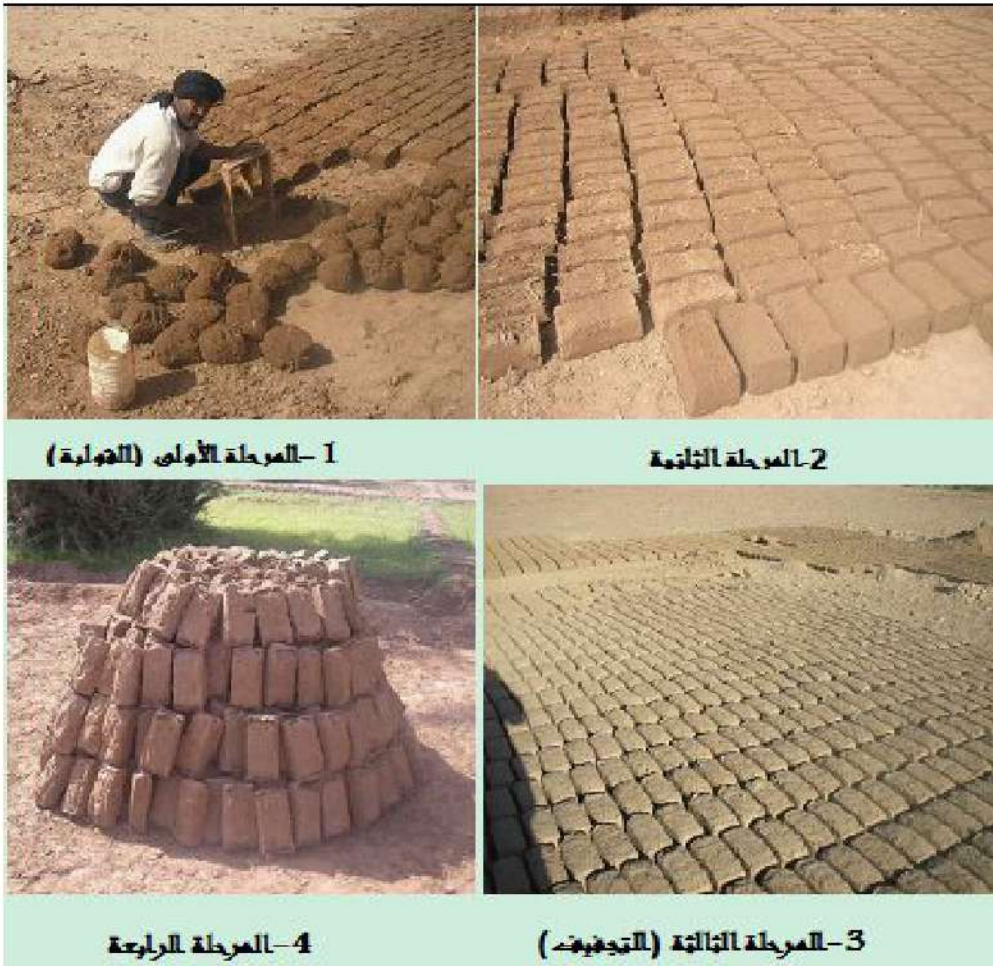 1 –المرحلة الأولى (القولبة)
2-المرحلة الثانية
3-المرحلة الثالثة (التجفيف)
4-المرحلة الرابعة